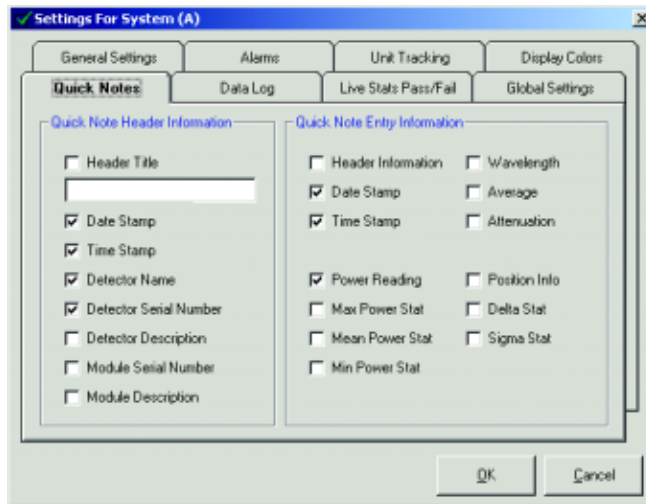 Settings For System (A)
General Settings Alarms Unit Tracking Display Colors
Quick Notes Data Log Live Stats Pass/Fail Global Settings
Quick Note Header Information
Header Title
Date Stamp
Time Stamp
Detector Name
Detector Serial Number
Detector Description
Module Serial Number
Module Description
Quick Note Entry Information
Header Information Wavelength
Date Stamp Average
Time Stamp Attenuation
Power Reading Position Info
Max Power Stat Delta Stat
Mean Power Stat Sigma Stat
Min Power Stat
OK Cancel